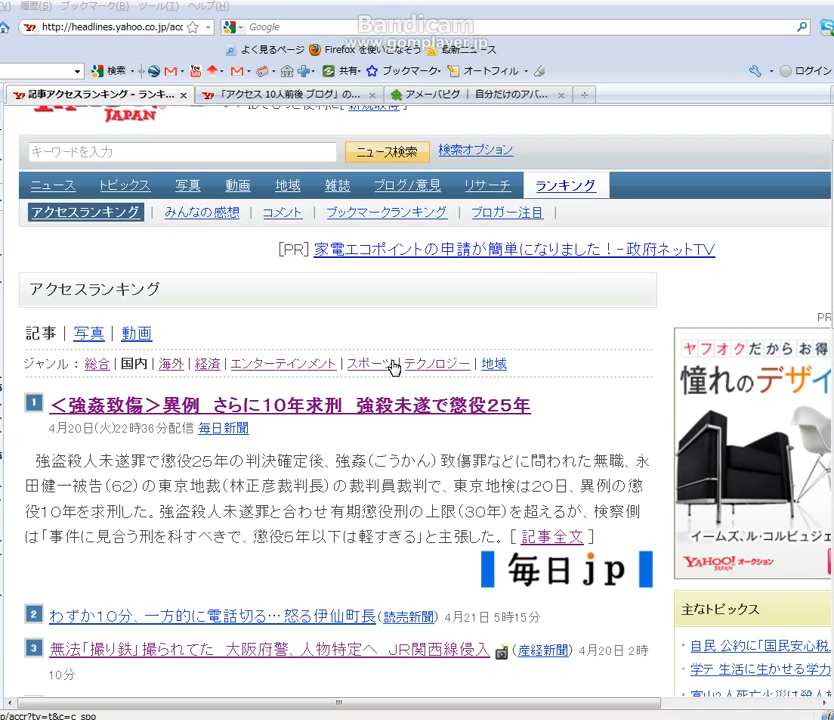 履歴(S) ブックマーク(B) ツール(T) ヘルプ(H)
Bandicam
www.gomplayer.jp
http://headlines.yahoo.co.jp/acc
Google
よく見るページ Firefox を使いこなそう 最新ニュース
検索 共有 ブックマーク オートフィル ログイン
記事アクセスランキング - ランキ... 「アクセス 10人前後 ブログ」の... アメーバピグ | 自分だけのアバ...
JAPAN
[新規取得]
キーワードを入力 ニュース検索 検索オプション
ニュース トピックス 写真 動画 地域 雑誌 ブログ/意見 リサーチ ランキング
アクセスランキング | みんなの感想 | コメント | ブックマークランキング | ブロガー注目 |
[PR] 家電エコポイントの申請が簡単になりました!-政府ネットTV
アクセスランキング
PR
記事 | 写真 | 動画
ジャンル : 総合 | 国内 | 海外 | 経済 | エンターテインメント | スポーツ | テクノロジー | 地域
1 <強姦致傷>異例 さらに10年求刑 強殺未遂で懲役25年
4月20日(火)22時36分配信 毎日新聞
強盗殺人未遂罪で懲役25年の判決確定後、強姦(ごうかん)致傷罪などに問われた無職、永
田健一被告(62)の東京地裁(林正彦裁判長)の裁判員裁判で、東京地検は20日、異例の懲
役10年を求刑した。強盗殺人未遂罪と合わせ有期懲役刑の上限(30年)を超えるが、検察側
は「事件に見合う刑を科すべきで、懲役5年以下は軽すぎる」と主張した。 [記事全文]
毎日jp
2 わずか10分、一方的に電話切る…怒る伊仙町長(読売新聞) 4月21日 5時15分
3 無法「撮り鉄」撮られてた 大阪府警、人物特定へ JR関西線侵入 (産経新聞) 4月20日 2時
10分
ヤフオクだからお得
憧れのデザイ
イームズ、ル・コルビュジェ
YAHOO! オークション
主なトピックス
・自民 公約に「国民安心税
・学テ 生活に生かせる学力
p/accr?ty=t&c=c_spo